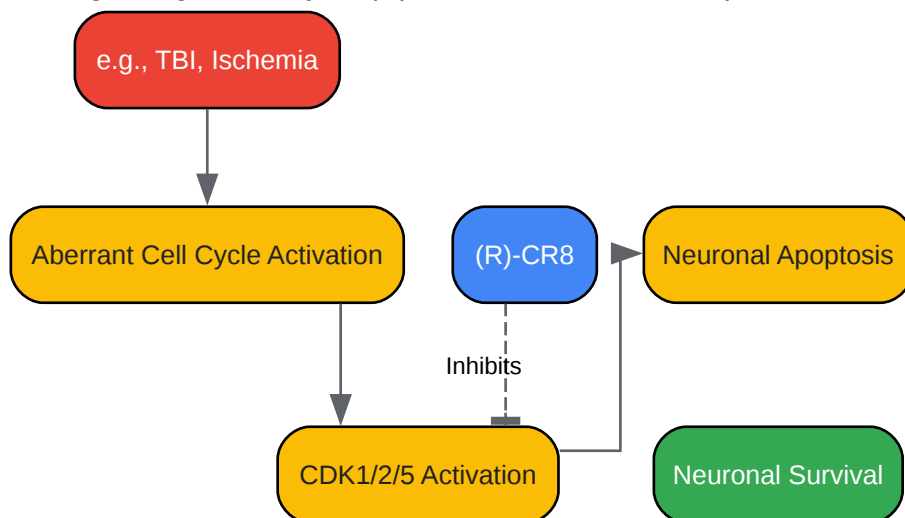 e.g., TBI, Ischemia
Aberrant Cell Cycle Activation
(R)-CR8
Neuronal Apoptosis
Inhibits
CDK1/2/5 Activation
Neuronal Survival